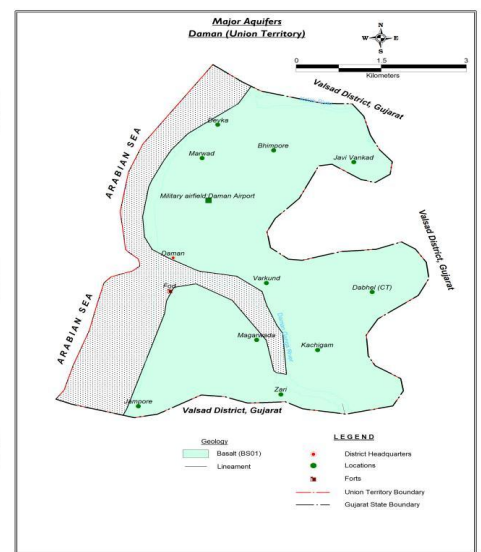 Major Aquifers
Daman (Union Territory)
N
W E
S
0 1.5 3
Kilometers
Valsad District, Gujarat
Devka
Bhimpore
Marwad
Javi Vankad
ARABIAN SEA
Military airfield Daman Airport
Valsad District, Gujarat
Daman
Varkund
Dabhel (CT)
ARABIAN SEA
Magarwada
Kachigam
Zari
Jampore
Valsad District, Gujarat
Geology
Basalt (BS01)
Lineament
LEGEND
District Headquarters
Locations
Forts
Union Territory Boundary
Gujarat State Boundary